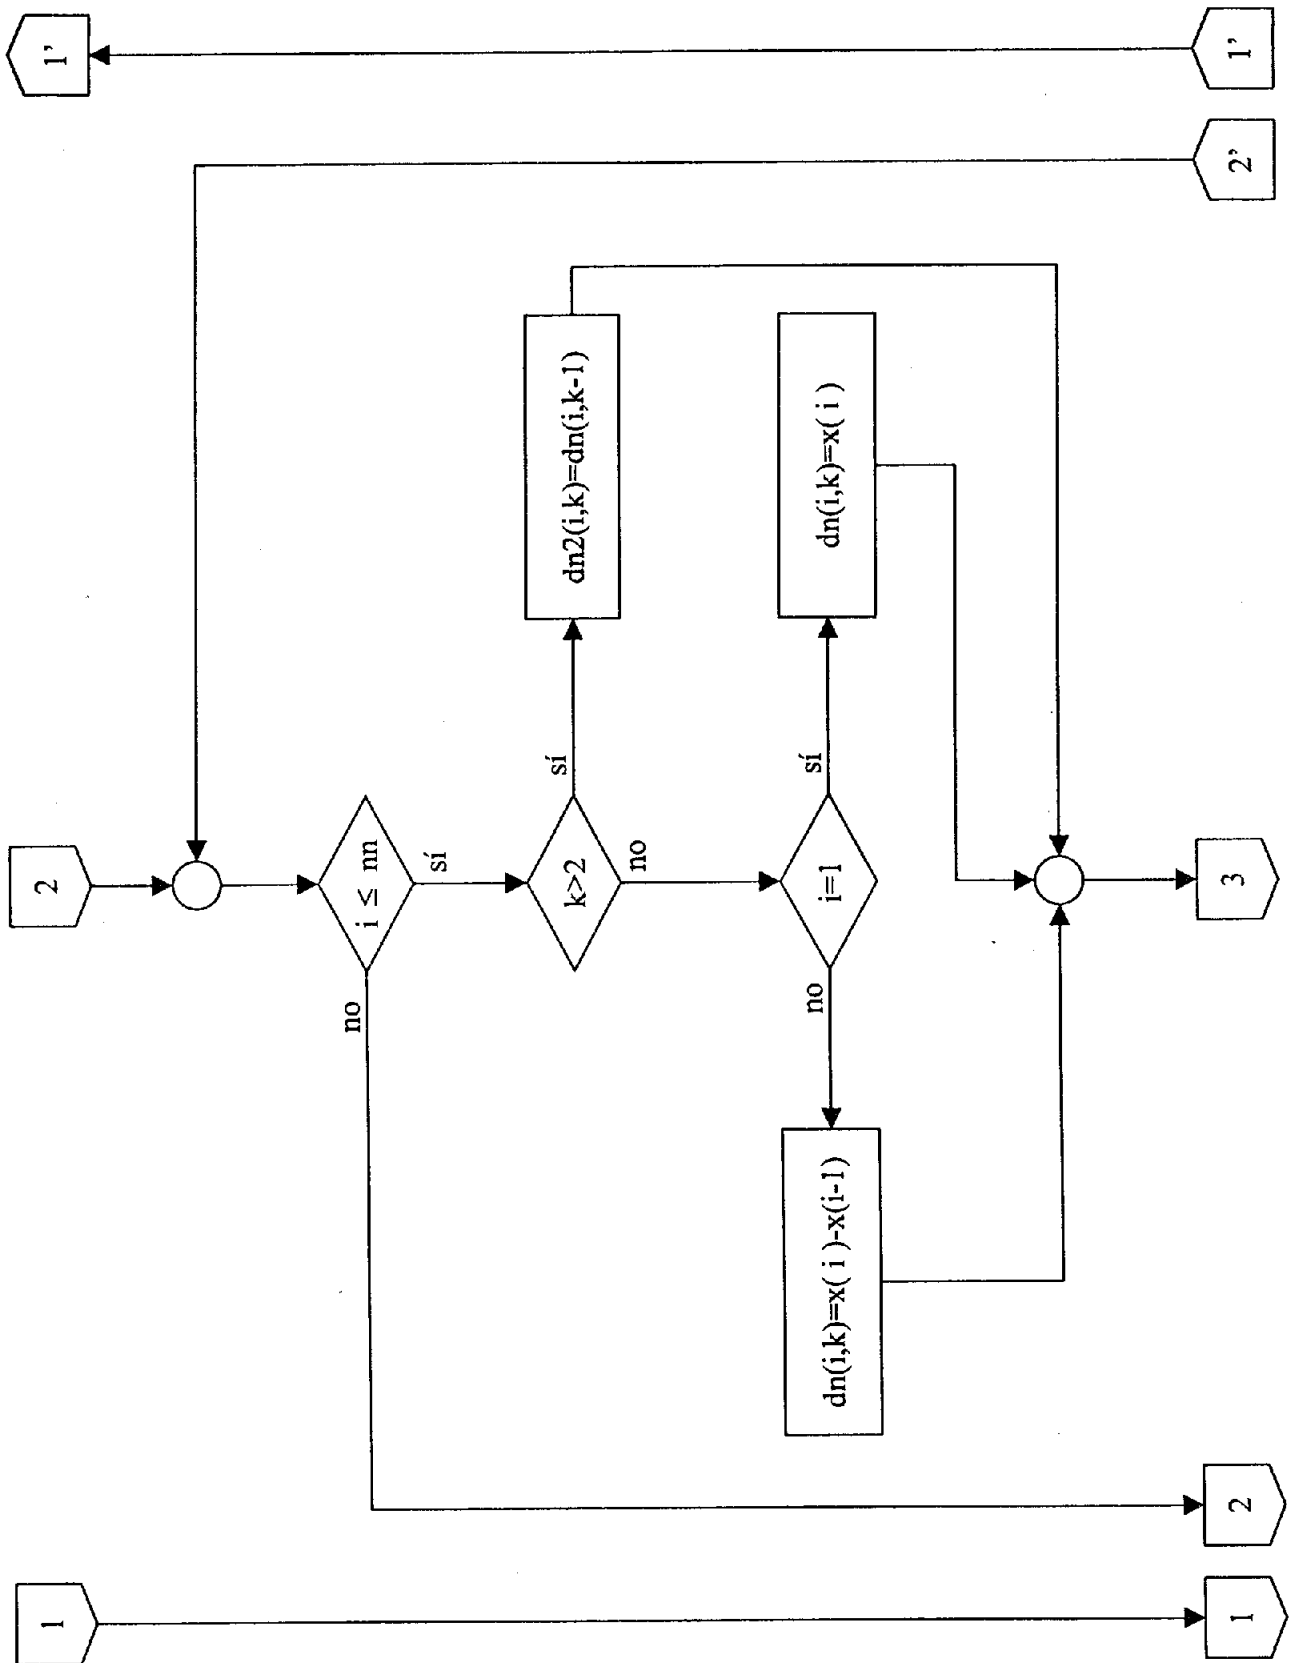 1
2
1'
i ≤ nn
no
sí
k>2
sí
no
dn2(i,k)=dn(i,k-1)
i=1
no
sí
dn(i,k)=x( i )-x(i-1)
dn(i,k)=x( i )
1
2
3
2'
1'